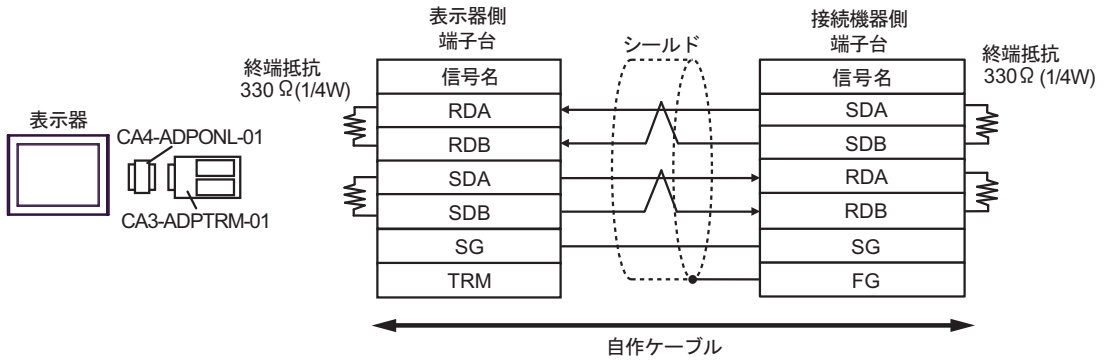 表示器側
端子台
接続機器側
端子台
シールド
終端抵抗
330 Ω(1/4W)
終端抵抗
330 Ω (1/4W)
表示器
CA4-ADPONL-01
CA3-ADPTRM-01
信号名
RDA
RDB
SDA
SDB
SG
TRM
信号名
SDA
SDB
RDA
RDB
SG
FG
自作ケーブル